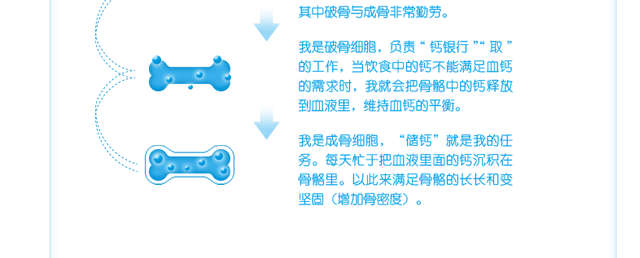 其中破骨与成骨非常勤劳。
我是破骨细胞，负责“钙银行”“取”
的工作，当饮食中的钙不能满足血钙
的需求时，我就会把骨骼中的钙释放
到血液里，维持血钙的平衡。
我是成骨细胞，“储钙”就是我的任
务。每天忙于把血液里面的钙沉积在
骨骼里。以此来满足骨骼的长长和变
坚固（增加骨密度）。